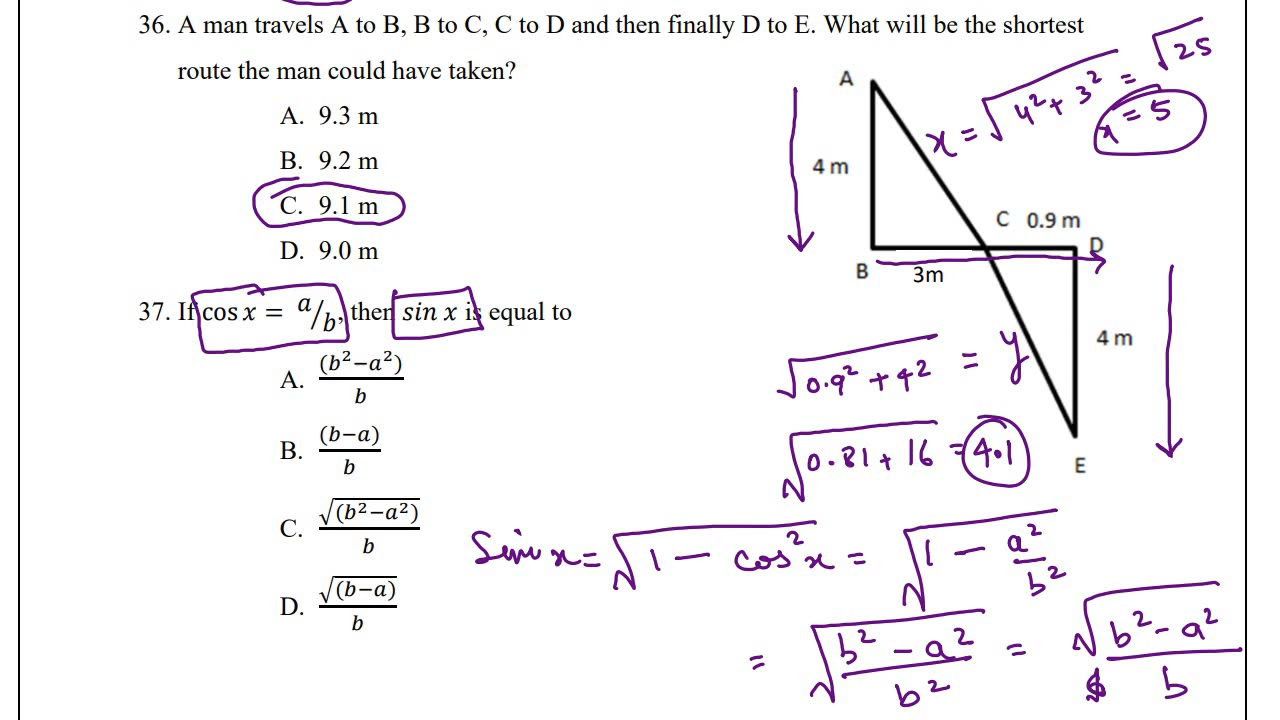 36. A man travels A to B, B to C, C to D and then finally D to E. What will be the shortest
route the man could have taken?
A. 9.3 m
B. 9.2 m
C. 9.1 m
D. 9.0 m
A
4 m
B
3m
C 0.9 m
D
4 m
E
x = √4² + 3² = √25
x = 5
√0.9² + 4² = y
√0.81 + 16 = 4.1
37. If cos x = a/b, then sin x is equal to
A. (b²−a²)/b
B. (b−a)/b
C. √(b²−a²)/b
D. √(b−a)/b
Sin x = √1 − cos²x = √1 − a²/b²
= √b² − a²/b² = √b² − a²/b